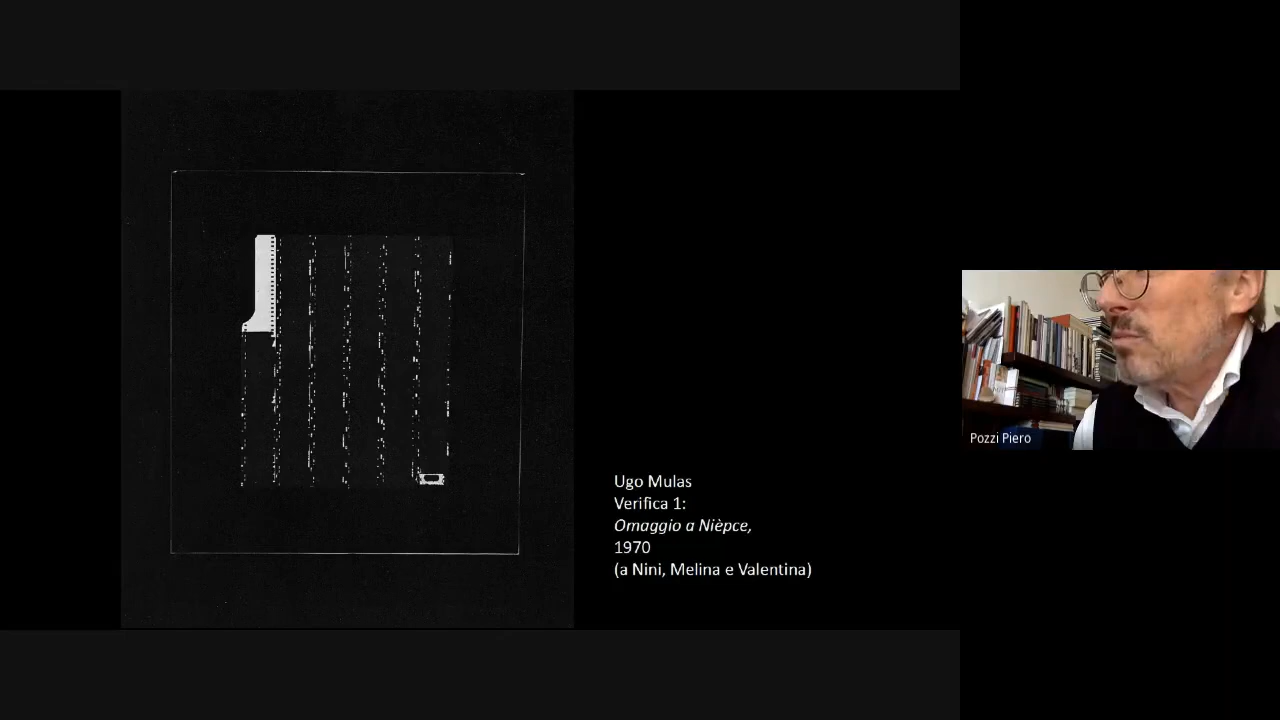 Ugo Mulas
Verifica 1:
Omaggio a Nièpce,
1970
(a Nini, Melina e Valentina)
Pozzi Piero